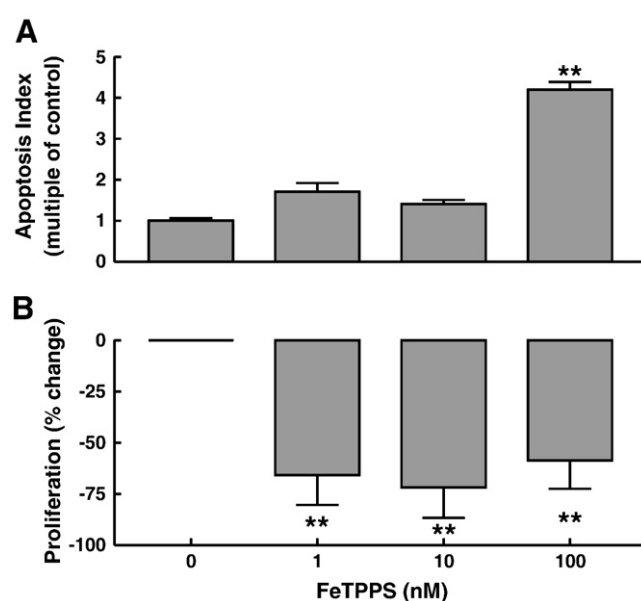 A
Apoptosis Index
(multiple of control)
5
4
3
2
1
0
**
B
Proliferation (% change)
0
-25
-50
-75
-100
**
**
**
0 1 10 100
FeTPPS (nM)